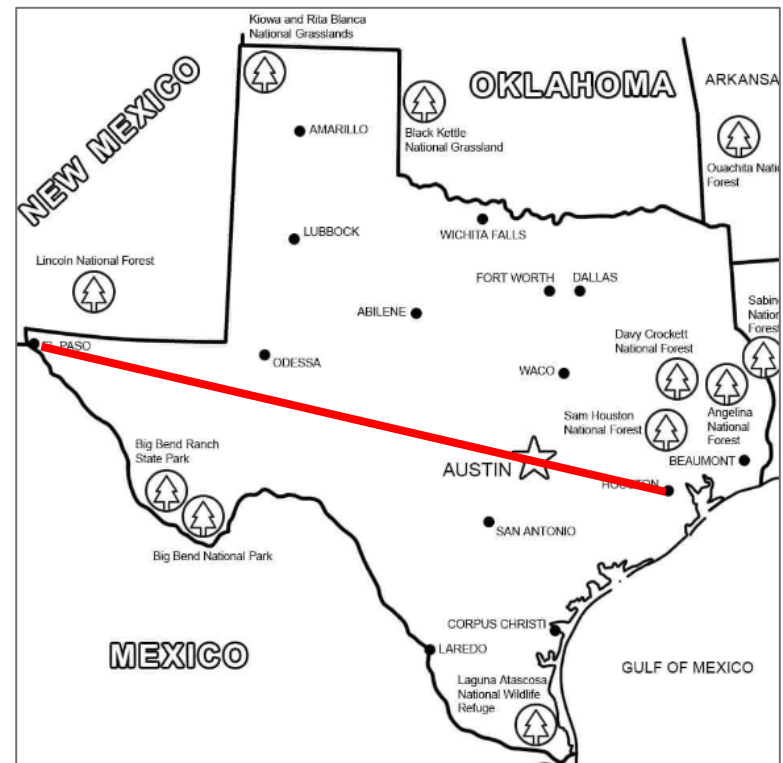 Kiowa and Rita Blanca
National Grasslands
NEW MEXICO
OKLAHOMA
ARKANSA
AMARILLO
Black Kettle
National Grassland
Ouachita Natio
Forest
LUBBOCK
WICHITA FALLS
Lincoln National Forest
FORT WORTH
DALLAS
ABILENE
Sabin
Nation
Forest
EL PASO
ODESSA
Davy Crockett
National Forest
WACO
Sam Houston
National Forest
Angelina
National
Forest
Big Bend Ranch
State Park
AUSTIN
BEAUMONT
HOUSTON
SAN ANTONIO
Big Bend National Park
CORPUS CHRISTI
LAREDO
MEXICO
GULF OF MEXICO
Laguna Atascosa
National Wildlife
Refuge